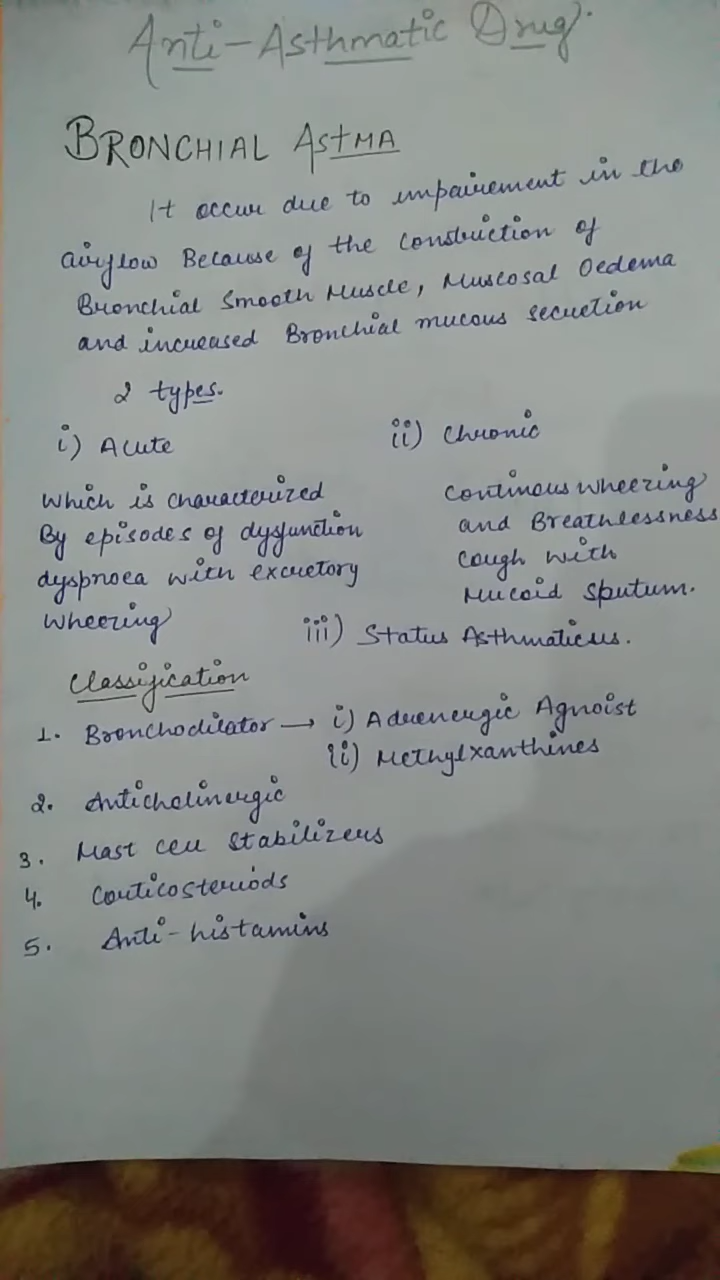 Anti-Asthmatic Drug.
BRONCHIAL ASTMA
It occur due to impairement in the
airflow Because of the constriction of
Bronchial Smooth Muscle, Muscosal Oedema
and increased Bronchial mucous secretion
2 types.
i) Acute
ii) Chronic
which is characterized
By episodes of dysfunction
dyspnoea with excretory
wheezing
continous wheezing
and Breathlessness
cough with
Mucoid Sputum.
iii) Status Asthmaticus.
Classification
1. Bronchodilator → i) Adrenergic Agnoist
ii) Methylxanthines
2. Anticholinergic
3. Mast cell stabilizers
4. Corticosteriods
5. Anti-histamins